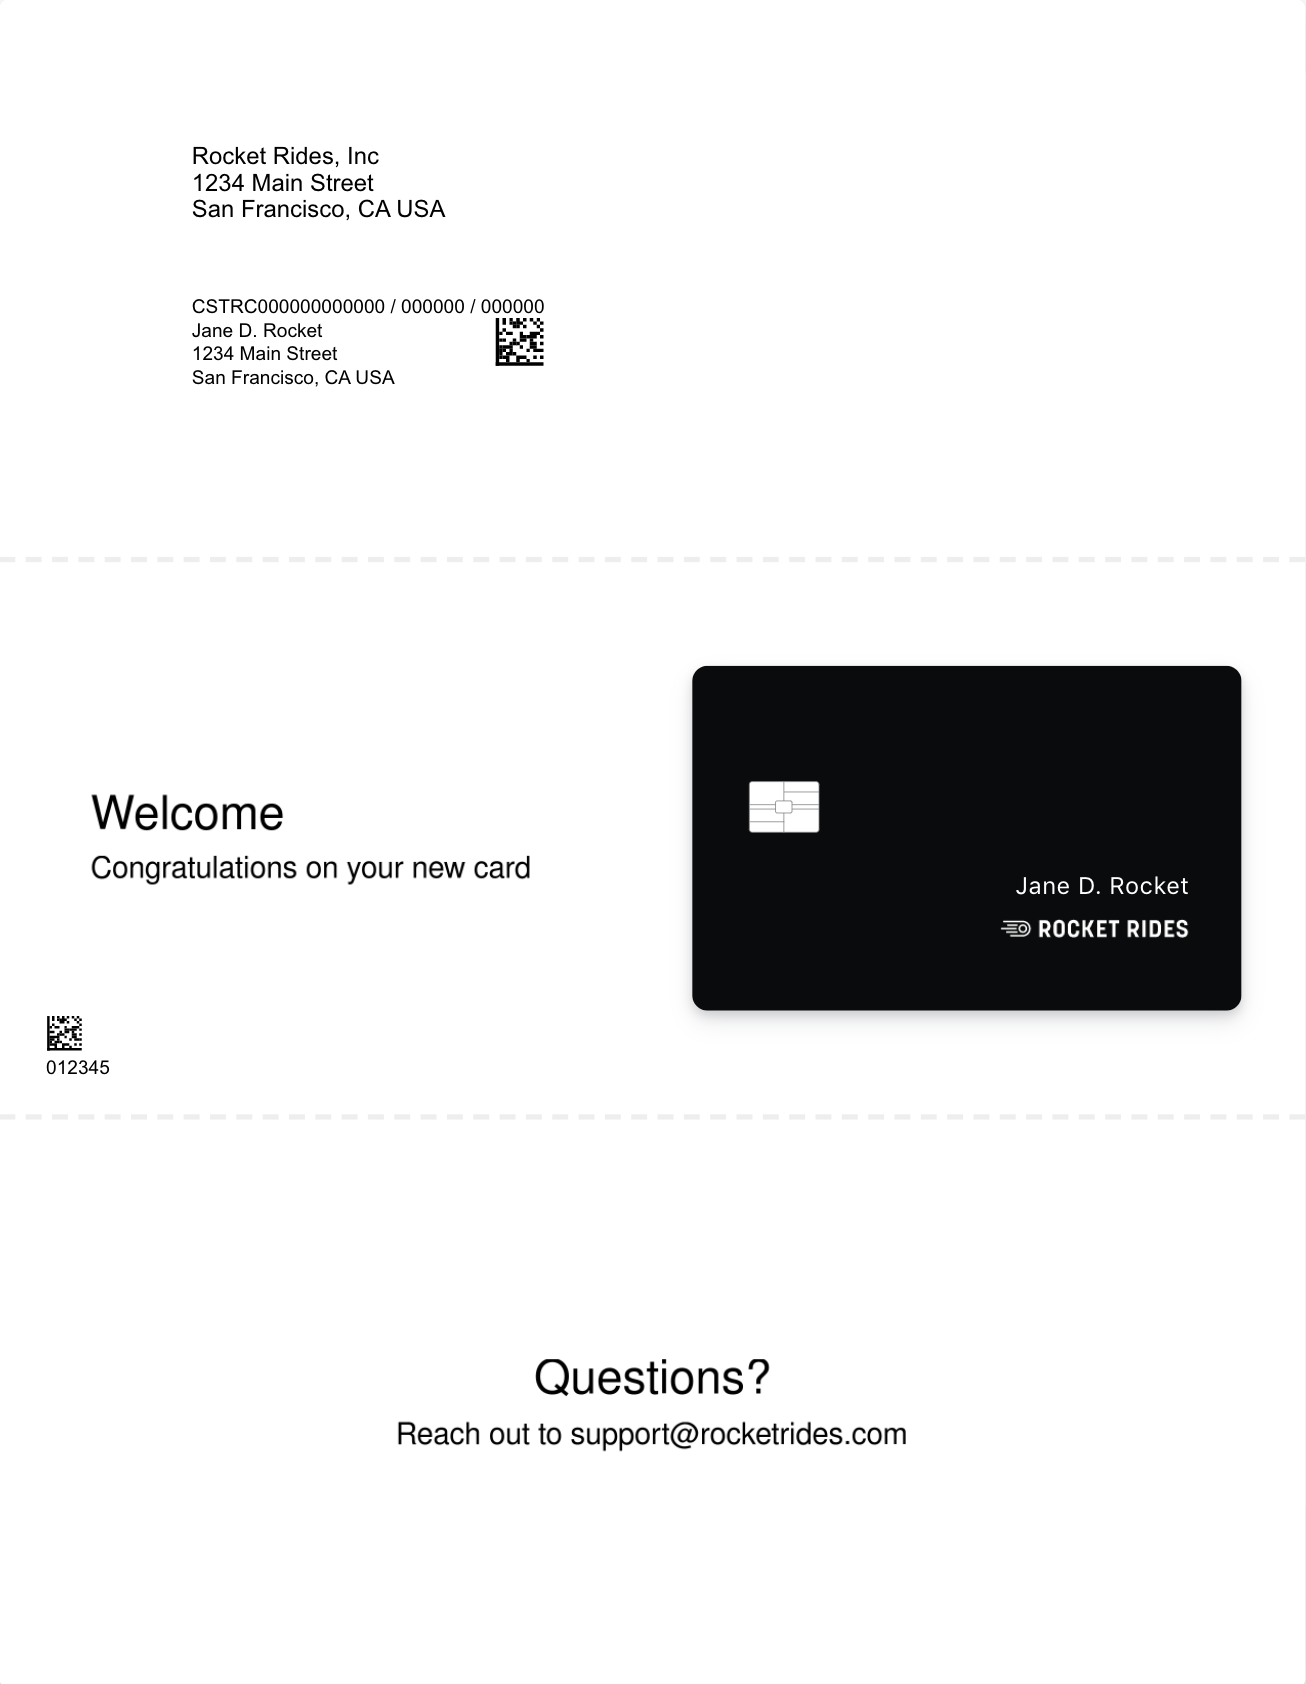 Rocket Rides, Inc
1234 Main Street
San Francisco, CA USA
CSTRC000000000000 / 000000 / 000000
Jane D. Rocket
1234 Main Street
San Francisco, CA USA
Welcome
Congratulations on your new card
Jane D. Rocket
ROCKET RIDES
012345
Questions?
Reach out to support@rocketrides.com